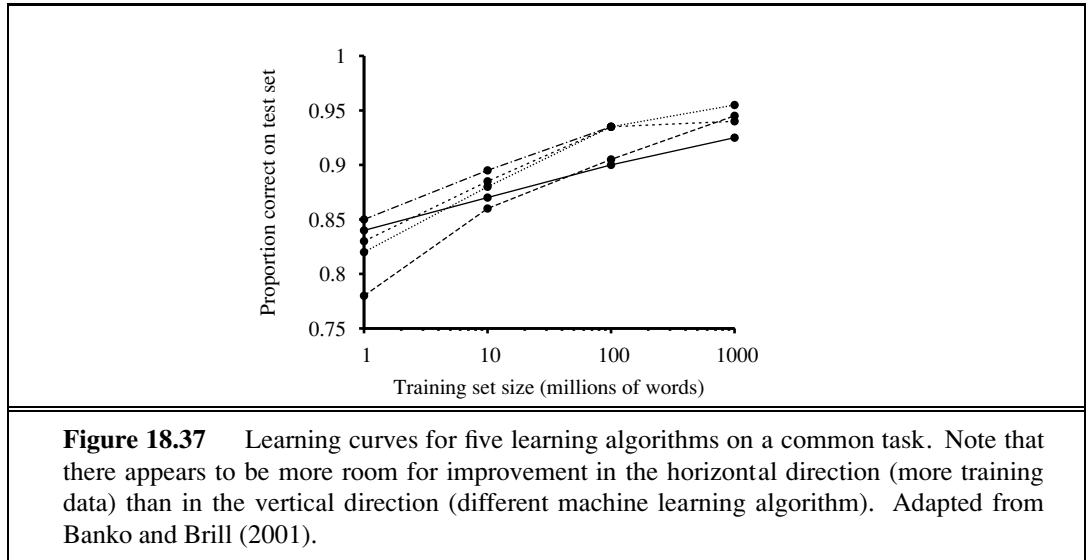 1
0.95
0.9
0.85
0.8
0.75
Proportion correct on test set
1 10 100 1000
Training set size (millions of words)
Figure 18.37 Learning curves for five learning algorithms on a common task. Note that
there appears to be more room for improvement in the horizontal direction (more training
data) than in the vertical direction (different machine learning algorithm). Adapted from
Banko and Brill (2001).